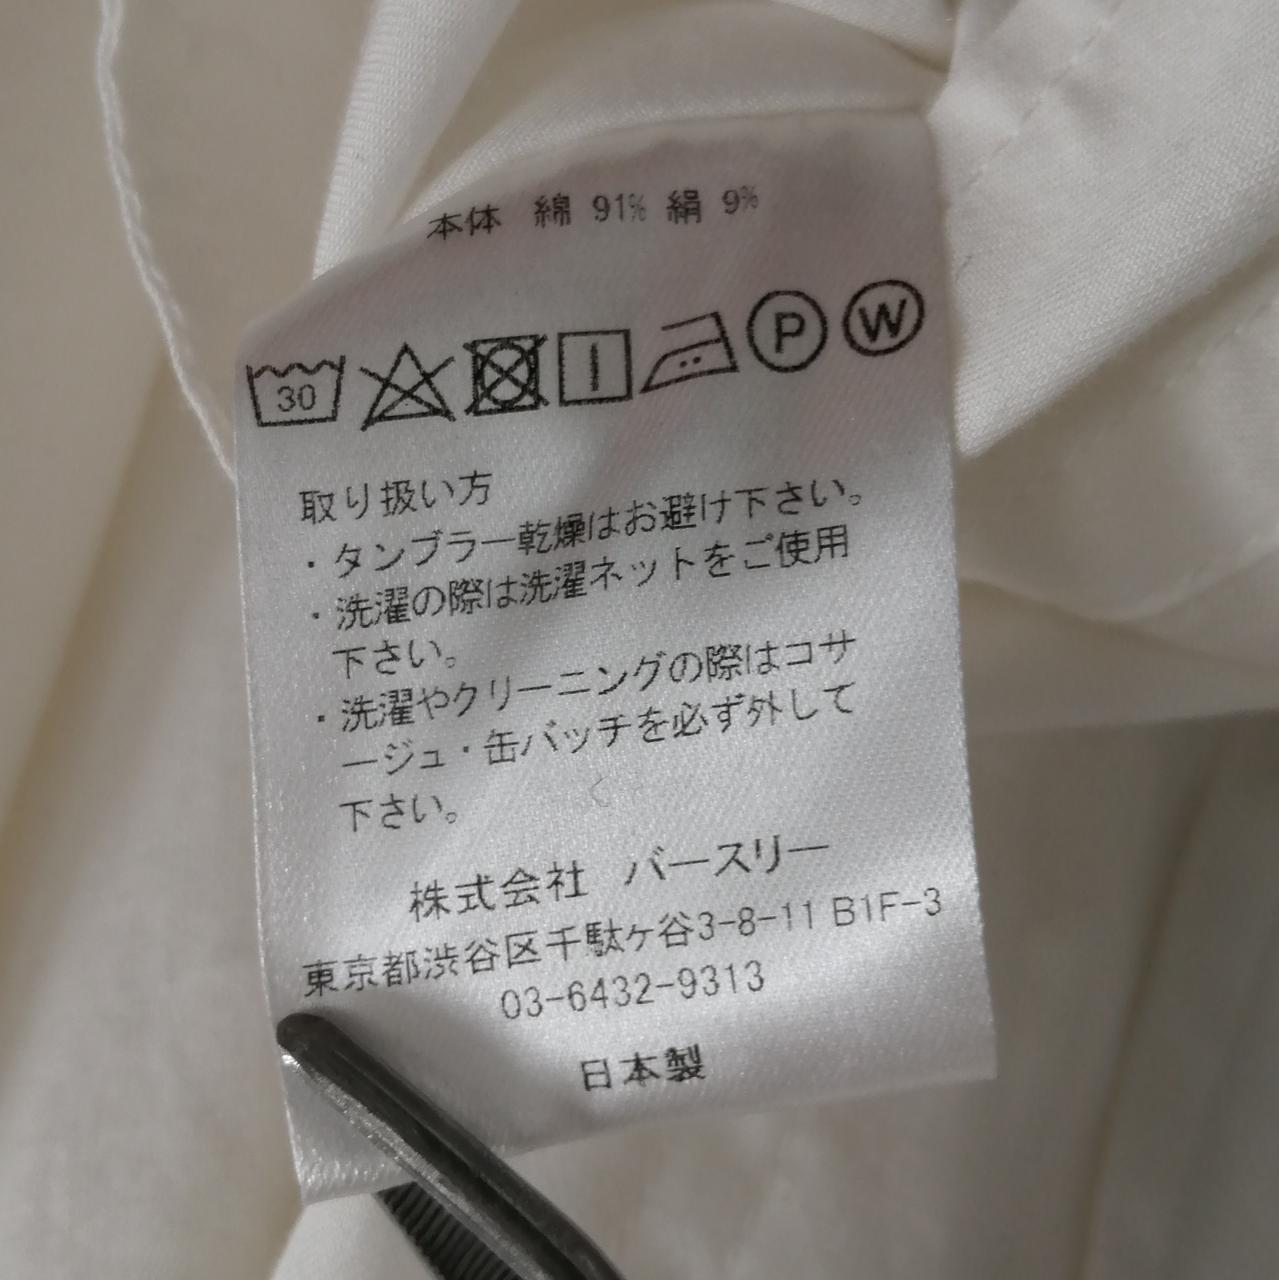 本体 綿 91% 絹 9%
30 P W
取り扱い方
・タンブラー乾燥はお避け下さい。
・洗濯の際は洗濯ネットをご使用
下さい。
・洗濯やクリーニングの際はコサ
ージュ・缶バッチを必ず外して
下さい。
株式会社 バースリー
東京都渋谷区千駄ヶ谷3-8-11 B1F-3
03-6432-9313
日本製